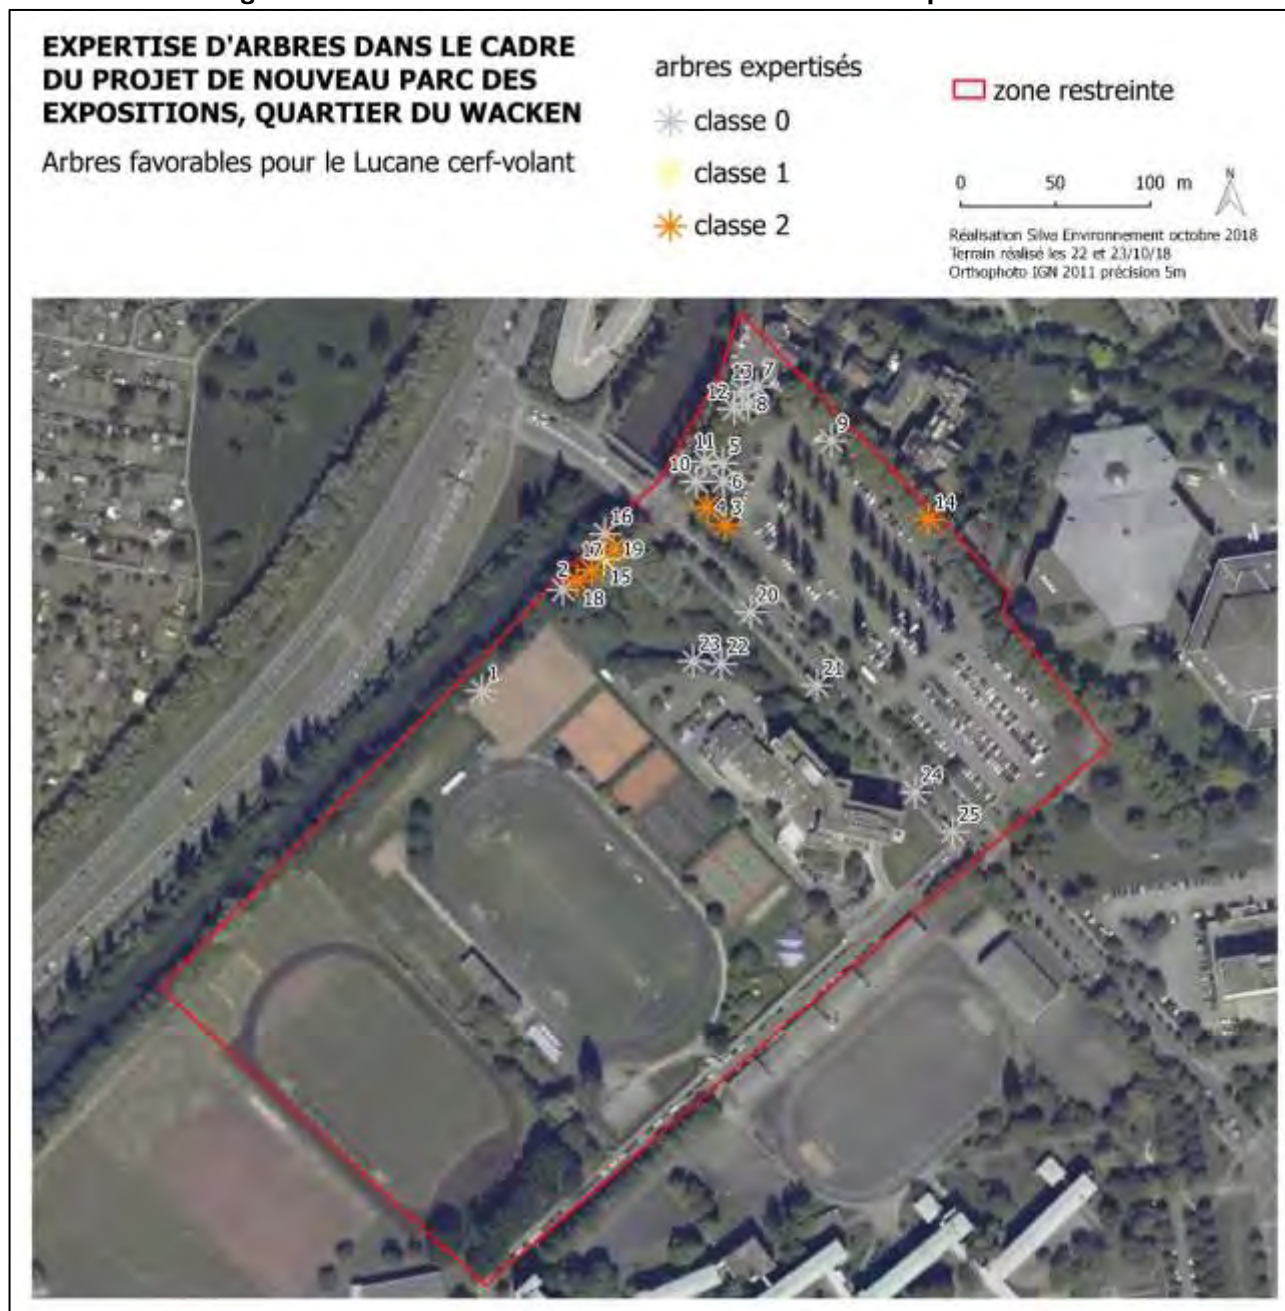 EXPERTISE D'ARBRES DANS LE CADRE
DU PROJET DE NOUVEAU PARC DES
EXPOSITIONS, QUARTIER DU WACKEN
Arbres favorables pour le Lucane cerf-volant
arbres expertisés
classe 0
classe 1
classe 2
zone restreinte
0 50 100 m
N
Réalisation Silva Environnement octobre 2018
Terrain réalisé les 22 et 23/10/18
Orthophoto IGN 2011 précision 5m
13 7
12 8
9
11 5
10 6
4 3
14
16
17 19
2 15
18
20
23 22
21
1
24
25